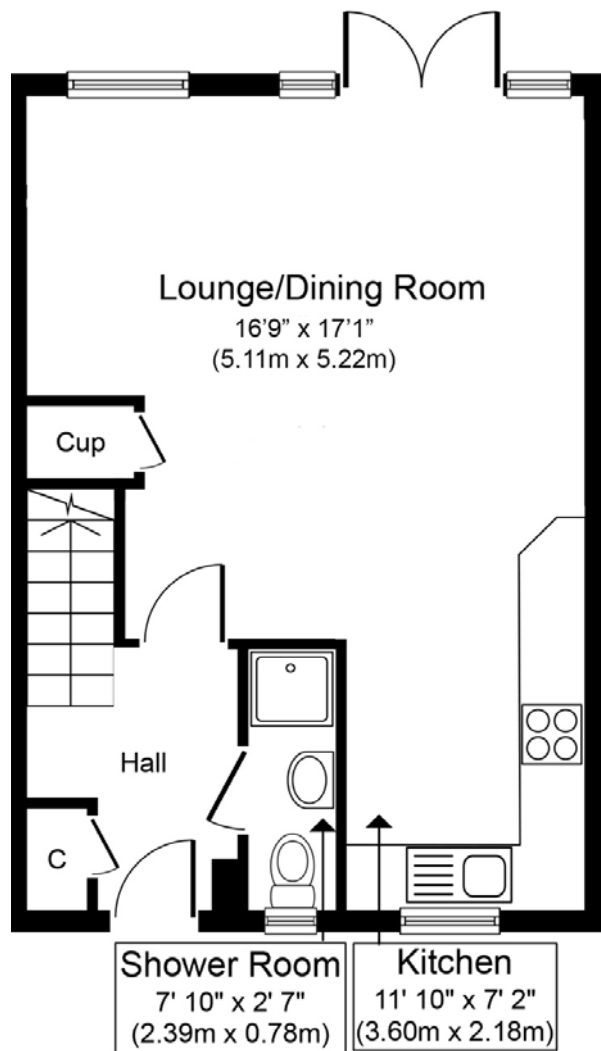 Lounge/Dining Room
16’9” x 17’1”
(5.11m x 5.22m)
Cup
Hall
C
Shower Room
7' 10" x 2' 7"
(2.39m x 0.78m)
Kitchen
11' 10" x 7' 2"
(3.60m x 2.18m)